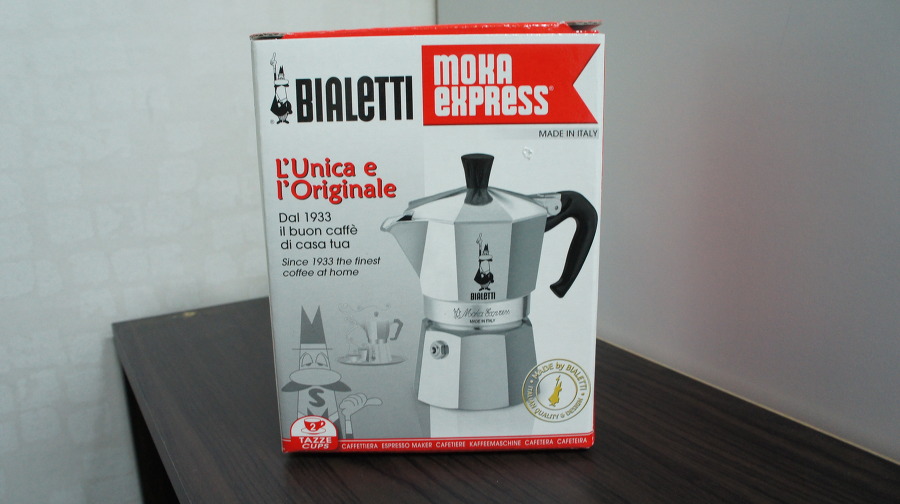 BIALETTI
MOKA
EXPRESS®
MADE IN ITALY
L'Unica e
l'Originale
Dal 1933
il buon caffè
di casa tua
Since 1933 the finest
coffee at home
BIALETTI
Moka Express
MADE IN ITALY
MADE by BIALETTI
QUALITY & DESIGN
S
2
TAZZE
CUPS
CAFFETTIERA ESPRESSO MAKER CAFETIERE KAFFEEMASCHINE CAFETERA CAFETEIRA